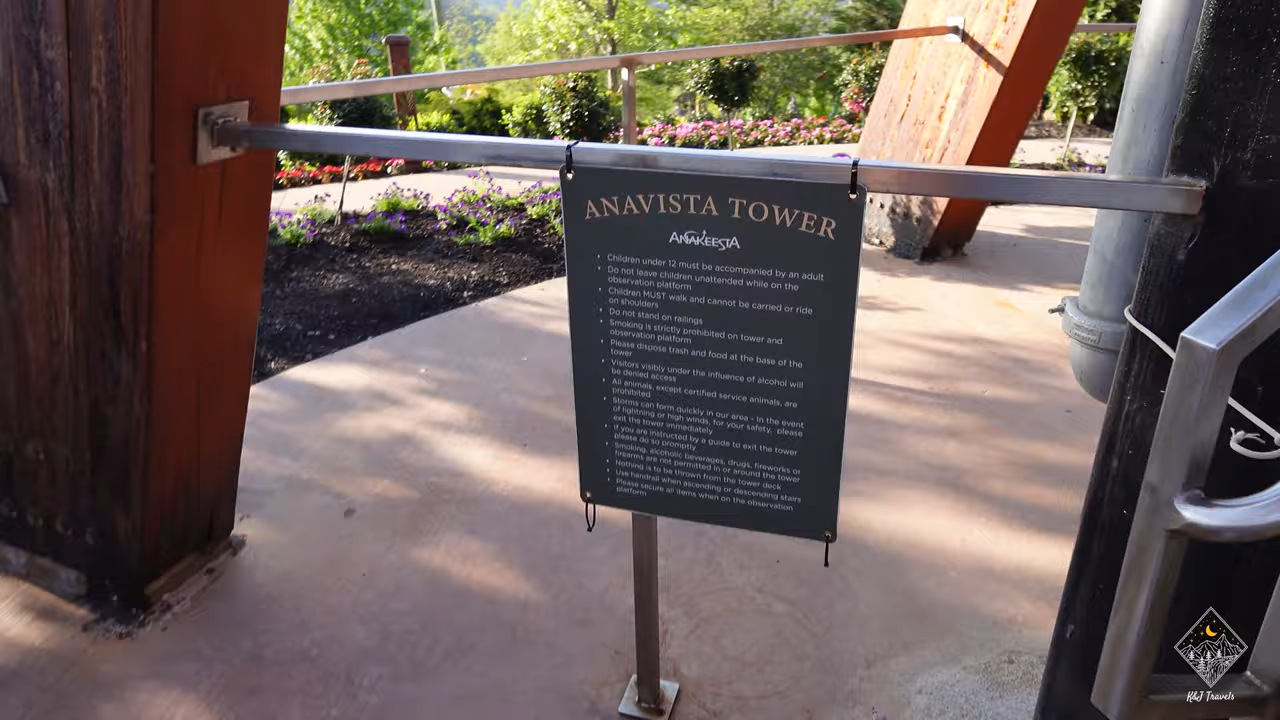 ANAVISTA TOWER
ANAKEESTA
• Children under 12 must be accompanied by an adult
• Do not leave children unattended while on the
observation platform
• Children MUST walk and cannot be carried or ride
on shoulders
• Do not stand on railings
• Smoking is strictly prohibited on tower and
observation platform
• Please dispose trash and food at the base of the
tower
• Visitors visibly under the influence of alcohol will
be denied access
• All animals, except certified service animals, are
prohibited
• Storms can form quickly in our area - In the event
of lightning or high winds, for your safety, please
exit the tower immediately
• If you are instructed by a guide to exit the tower
please do so promptly
• Smoking, alcoholic beverages, drugs, fireworks or
firearms are not permitted in or around the tower
• Nothing is to be thrown from the tower deck
• Use handrail when ascending or descending stairs
• Please secure all items when on the observation
platform
K&J Travels